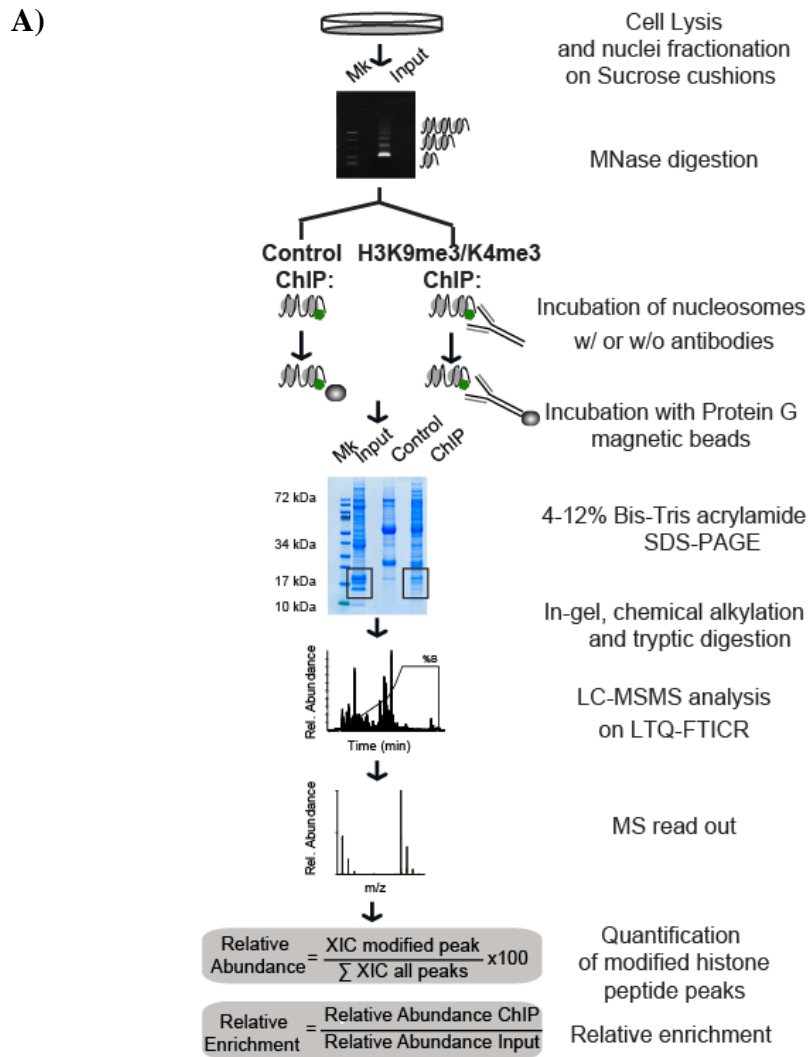 A)
Cell Lysis
and nuclei fractionation
on Sucrose cushions
Mk Input
MNase digestion
Control H3K9me3/K4me3
ChIP: ChIP:
Incubation of nucleosomes
w/ or w/o antibodies
Incubation with Protein G
magnetic beads
Mk Input Control ChIP
72 kDa
34 kDa
17 kDa
10 kDa
4-12% Bis-Tris acrylamide
SDS-PAGE
In-gel, chemical alkylation
and tryptic digestion
Rel. Abundance
%B
Time (min)
LC-MSMS analysis
on LTQ-FTICR
Rel. Abundance
m/z
MS read out
Relative Abundance = XIC modified peak / ∑ XIC all peaks x100
Quantification
of modified histone
peptide peaks
Relative Enrichment = Relative Abundance ChIP / Relative Abundance Input
Relative enrichment